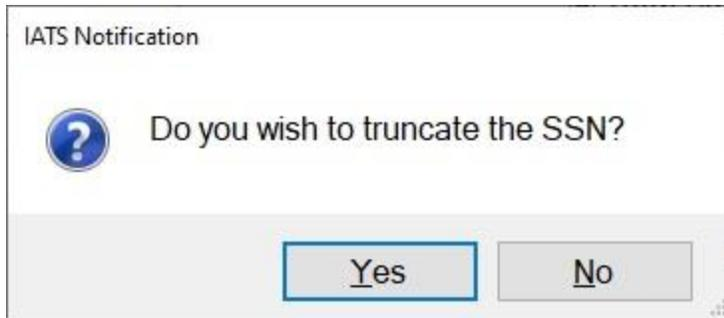 IATS Notification
Do you wish to truncate the SSN?
Yes
No